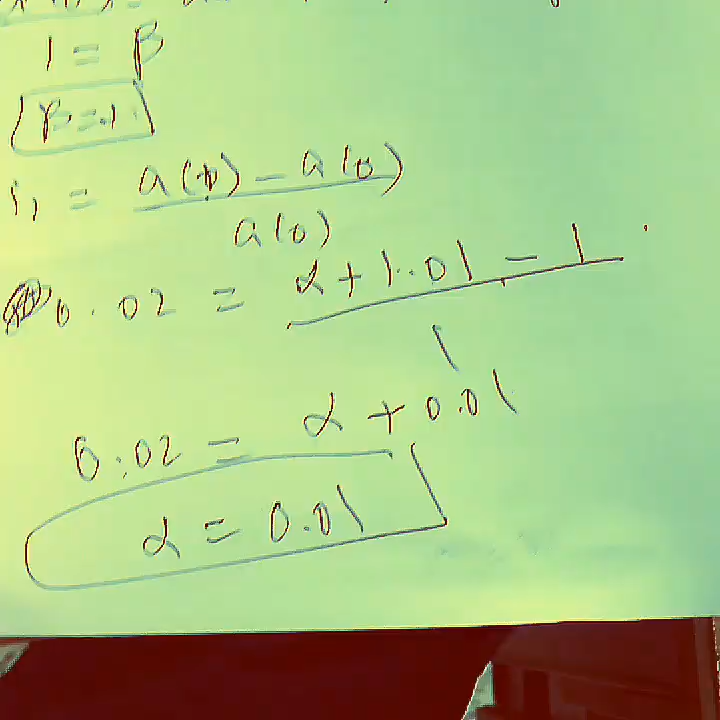 1 = β
β = 1
i₁ = a(1) - a(0) / a(0)
0.02 = α + 1.01 - 1 / 1
0.02 = α + 0.01
α = 0.01